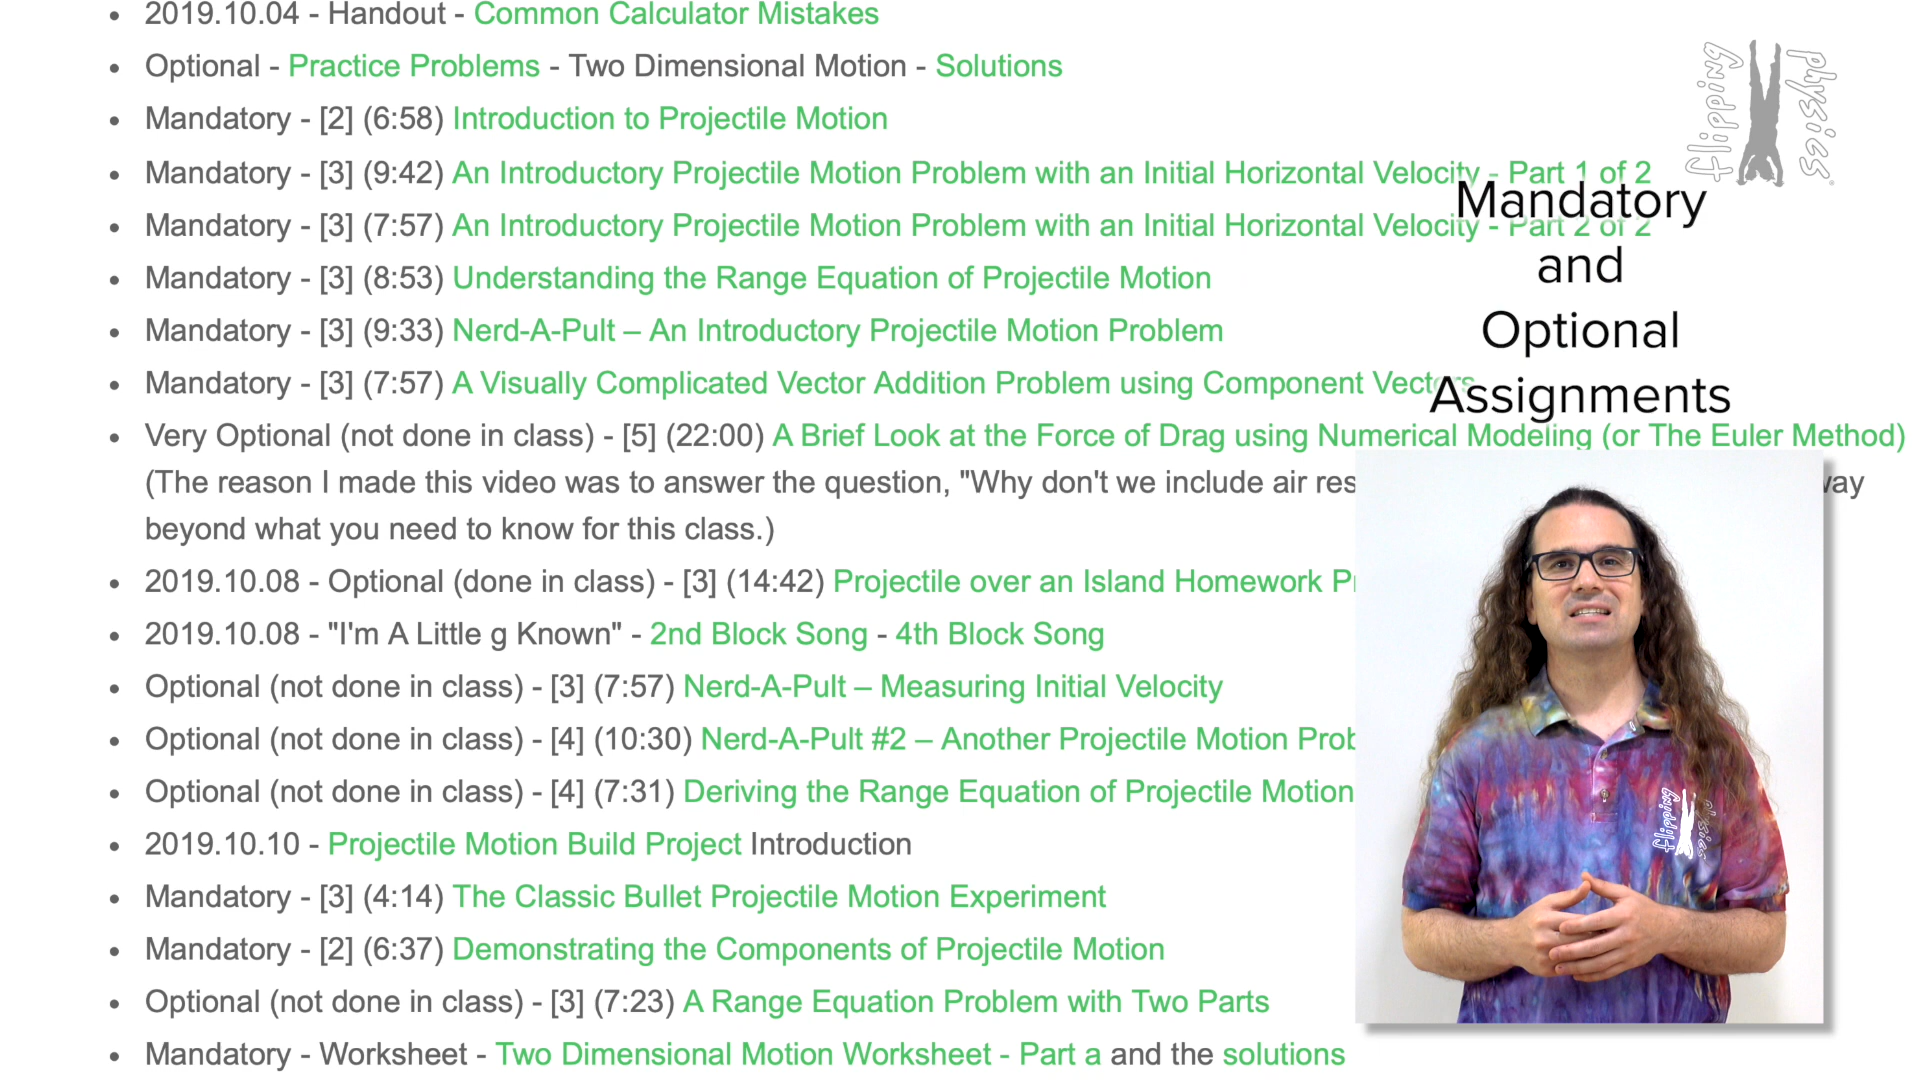 2019.10.04 - Handout - Common Calculator Mistakes
Optional - Practice Problems - Two Dimensional Motion - Solutions
Mandatory - [2] (6:58) Introduction to Projectile Motion
Mandatory - [3] (9:42) An Introductory Projectile Motion Problem with an Initial Horizontal Velocity - Part 1 of 2
Mandatory - [3] (7:57) An Introductory Projectile Motion Problem with an Initial Horizontal Velocity - Part 2 of 2
Mandatory - [3] (8:53) Understanding the Range Equation of Projectile Motion
Mandatory - [3] (9:33) Nerd-A-Pult – An Introductory Projectile Motion Problem
Mandatory - [3] (7:57) A Visually Complicated Vector Addition Problem using Component Vectors
Very Optional (not done in class) - [5] (22:00) A Brief Look at the Force of Drag using Numerical Modeling (or The Euler Method)
(The reason I made this video was to answer the question, "Why don't we include air res
beyond what you need to know for this class.)
2019.10.08 - Optional (done in class) - [3] (14:42) Projectile over an Island Homework
2019.10.08 - "I'm A Little g Known" - 2nd Block Song - 4th Block Song
Optional (not done in class) - [3] (7:57) Nerd-A-Pult – Measuring Initial Velocity
Optional (not done in class) - [4] (10:30) Nerd-A-Pult #2 – Another Projectile Motion Prob
Optional (not done in class) - [4] (7:31) Deriving the Range Equation of Projectile Motion
2019.10.10 - Projectile Motion Build Project Introduction
Mandatory - [3] (4:14) The Classic Bullet Projectile Motion Experiment
Mandatory - [2] (6:37) Demonstrating the Components of Projectile Motion
Optional (not done in class) - [3] (7:23) A Range Equation Problem with Two Parts
Mandatory - Worksheet - Two Dimensional Motion Worksheet - Part a and the solutions
flipping physics
Mandatory
and
Optional
Assignments
flipping physics